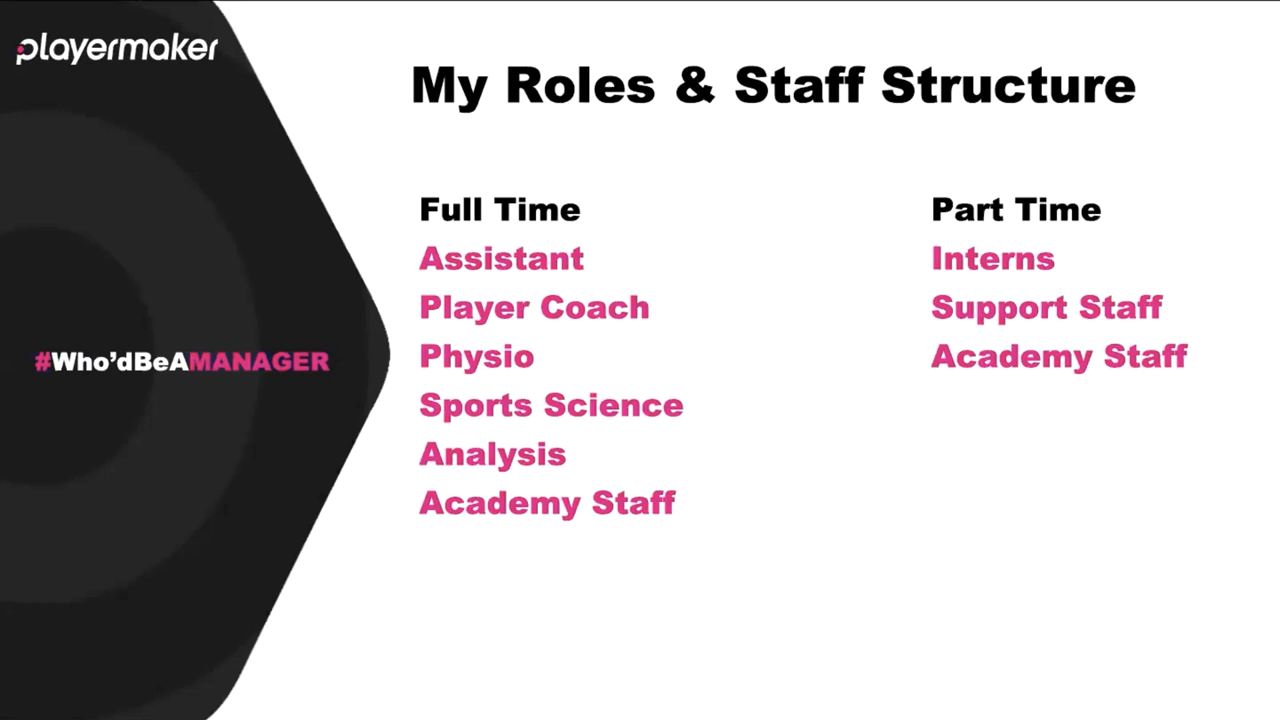 playermaker
My Roles & Staff Structure
#Who’dBeAMANAGER
Full Time
Assistant
Player Coach
Physio
Sports Science
Analysis
Academy Staff
Part Time
Interns
Support Staff
Academy Staff